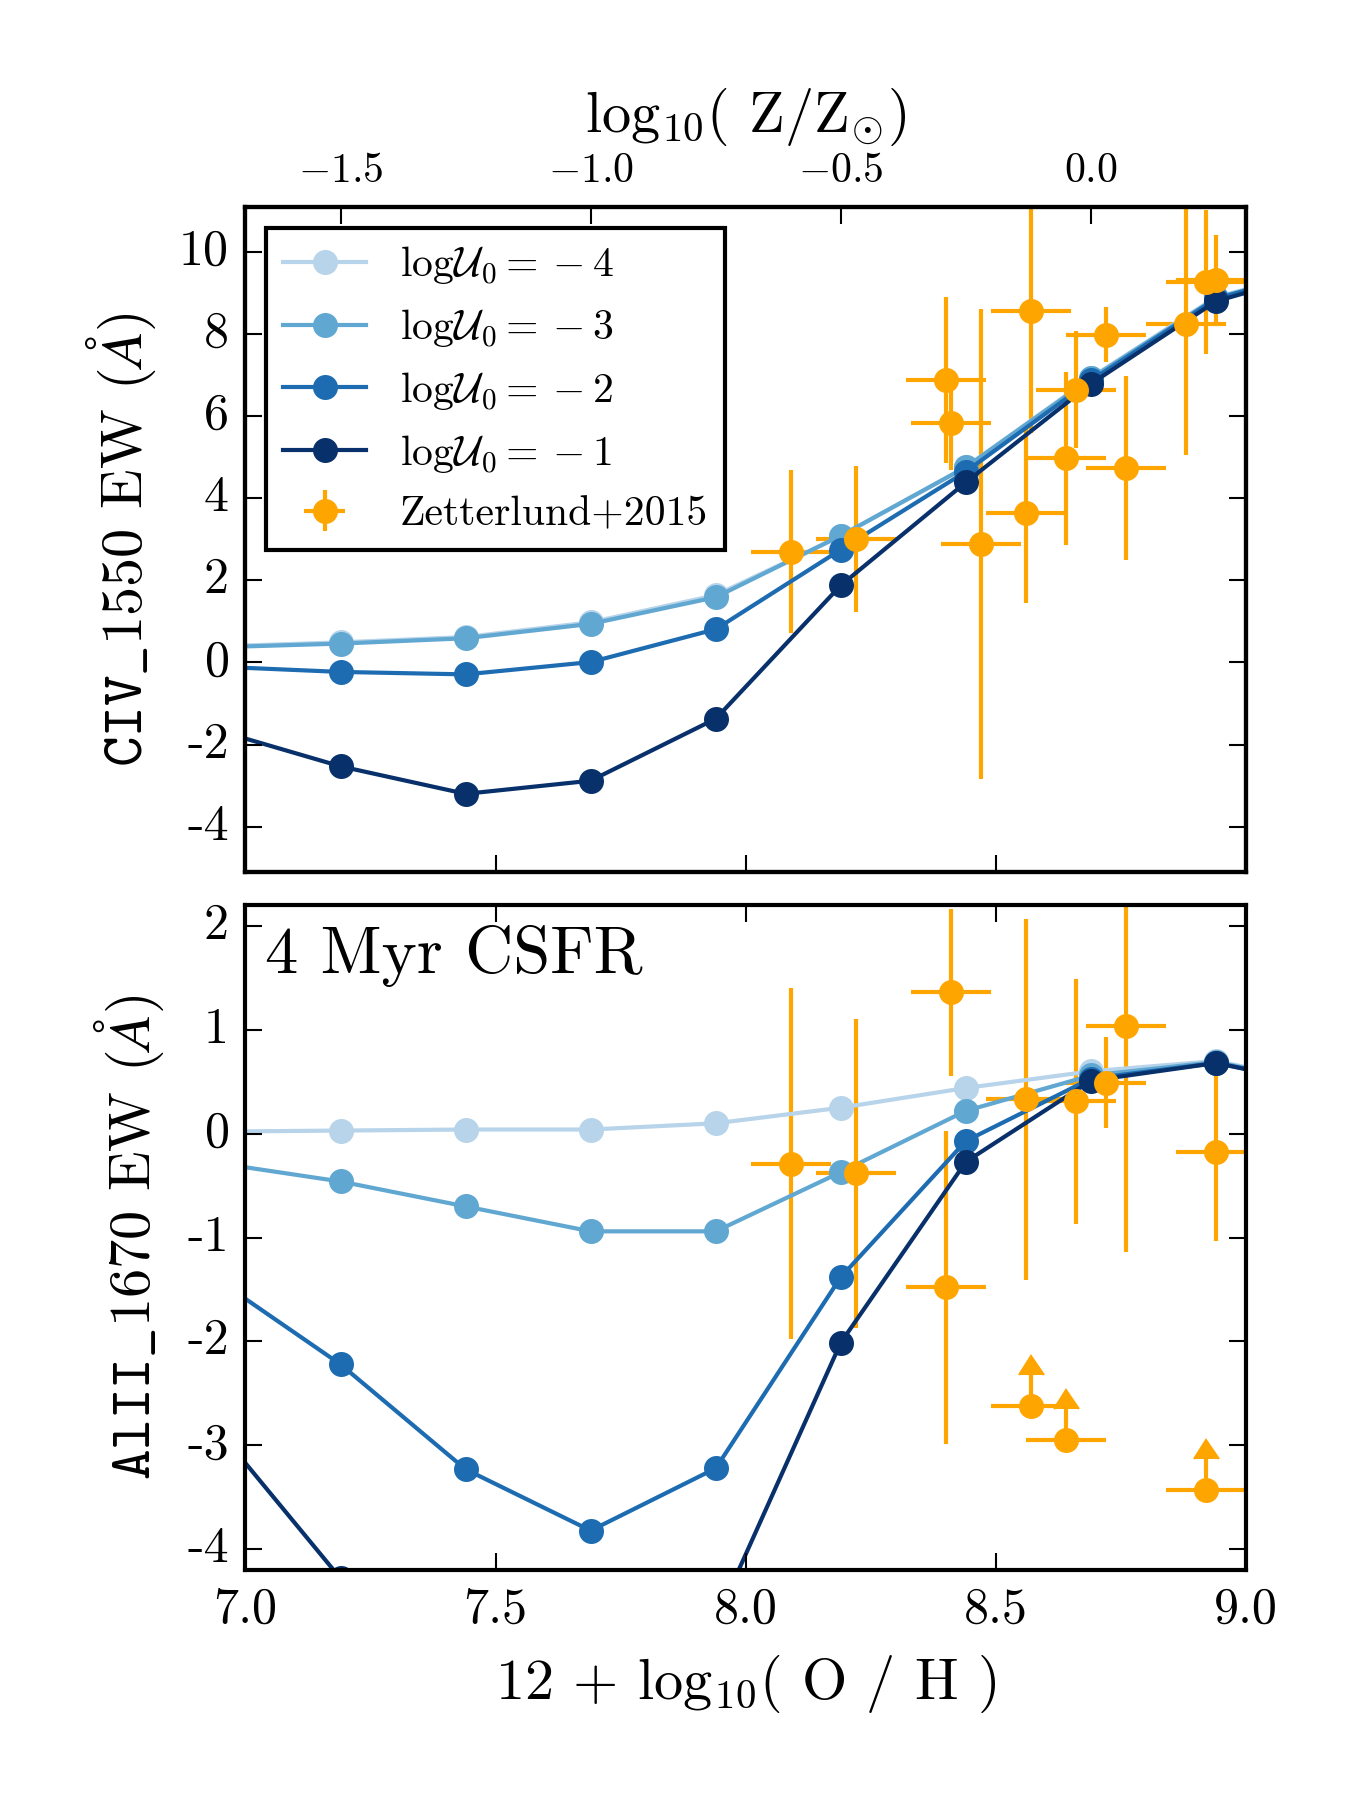 log₁₀( Z/Z☉)
−1.5 −1.0 −0.5 0.0
CIV_1550 EW (Å)
10
8
6
4
2
0
-2
-4
log𝒰₀ = − 4
log𝒰₀ = − 3
log𝒰₀ = − 2
log𝒰₀ = − 1
Zetterlund+2015
AlII_1670 EW (Å)
2
1
0
-1
-2
-3
-4
4 Myr CSFR
7.0 7.5 8.0 8.5 9.0
12 + log₁₀( O / H )